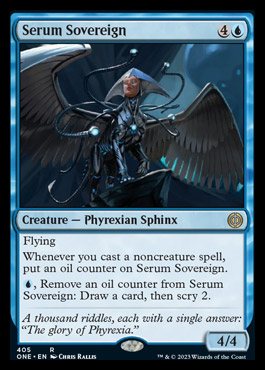 Serum Sovereign 4
Creature — Phyrexian Sphinx
Flying
Whenever you cast a noncreature spell,
put an oil counter on Serum Sovereign.
, Remove an oil counter from Serum
Sovereign: Draw a card, then scry 2.
A thousand riddles, each with a single answer:
“The glory of Phyrexia.”
4/4
405 R
ONE • EN Chris Rallis ™ & © 2023 Wizards of the Coast